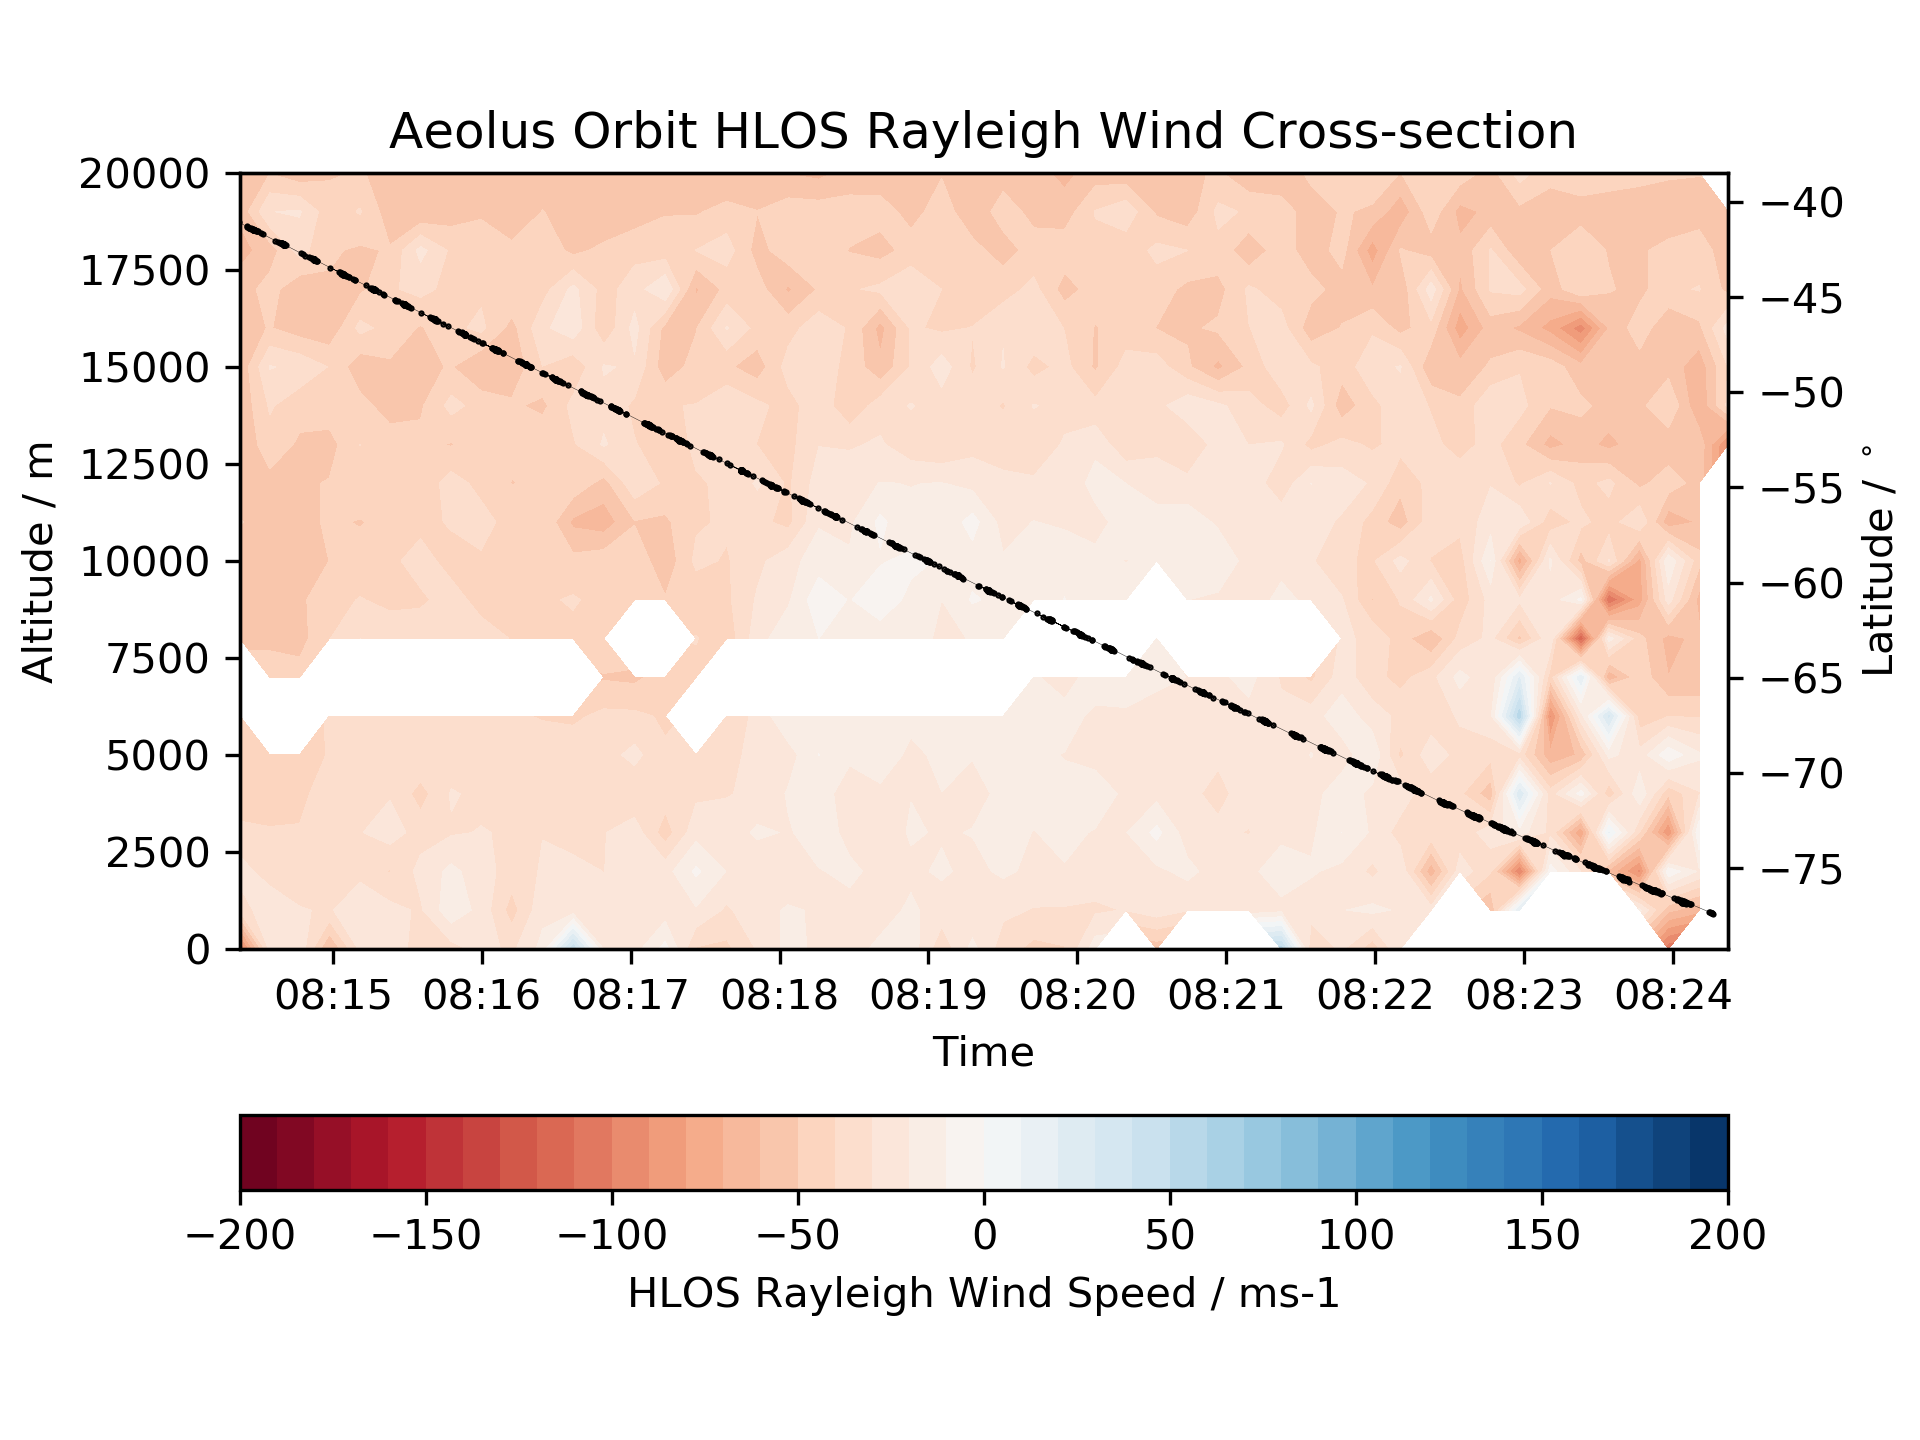 Aeolus Orbit HLOS Rayleigh Wind Cross-section
20000
17500
15000
12500
10000
7500
5000
2500
0
Altitude / m
−40
−45
−50
−55
−60
−65
−70
−75
Latitude / °
08:15 08:16 08:17 08:18 08:19 08:20 08:21 08:22 08:23 08:24
Time
−200 −150 −100 −50 0 50 100 150 200
HLOS Rayleigh Wind Speed / ms-1